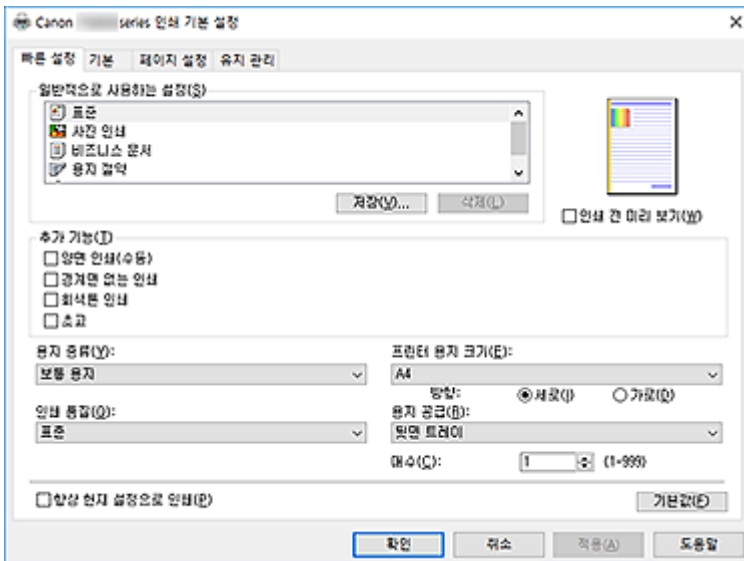 Canon series 인쇄 기본 설정
빠른 설정 기본 페이지 설정 유지 관리
일반적으로 사용하는 설정(S)
표준
사진 인쇄
비즈니스 문서
용지 절약
저장(V)... 삭제(L)
인쇄 전 미리 보기(W)
추가 기능(T)
양면 인쇄(수동)
경계면 없는 인쇄
회색톤 인쇄
초고
용지 종류(Y): 프린터 용지 크기(E):
보통 용지 A4
방향: 세로(J) 가로(D)
인쇄 품질(Q): 용지 공급(R):
표준 뒷면 트레이
매수(C): 1 (1-999)
항상 현재 설정으로 인쇄(P) 기본값(F)
확인 취소 적용(A) 도움말